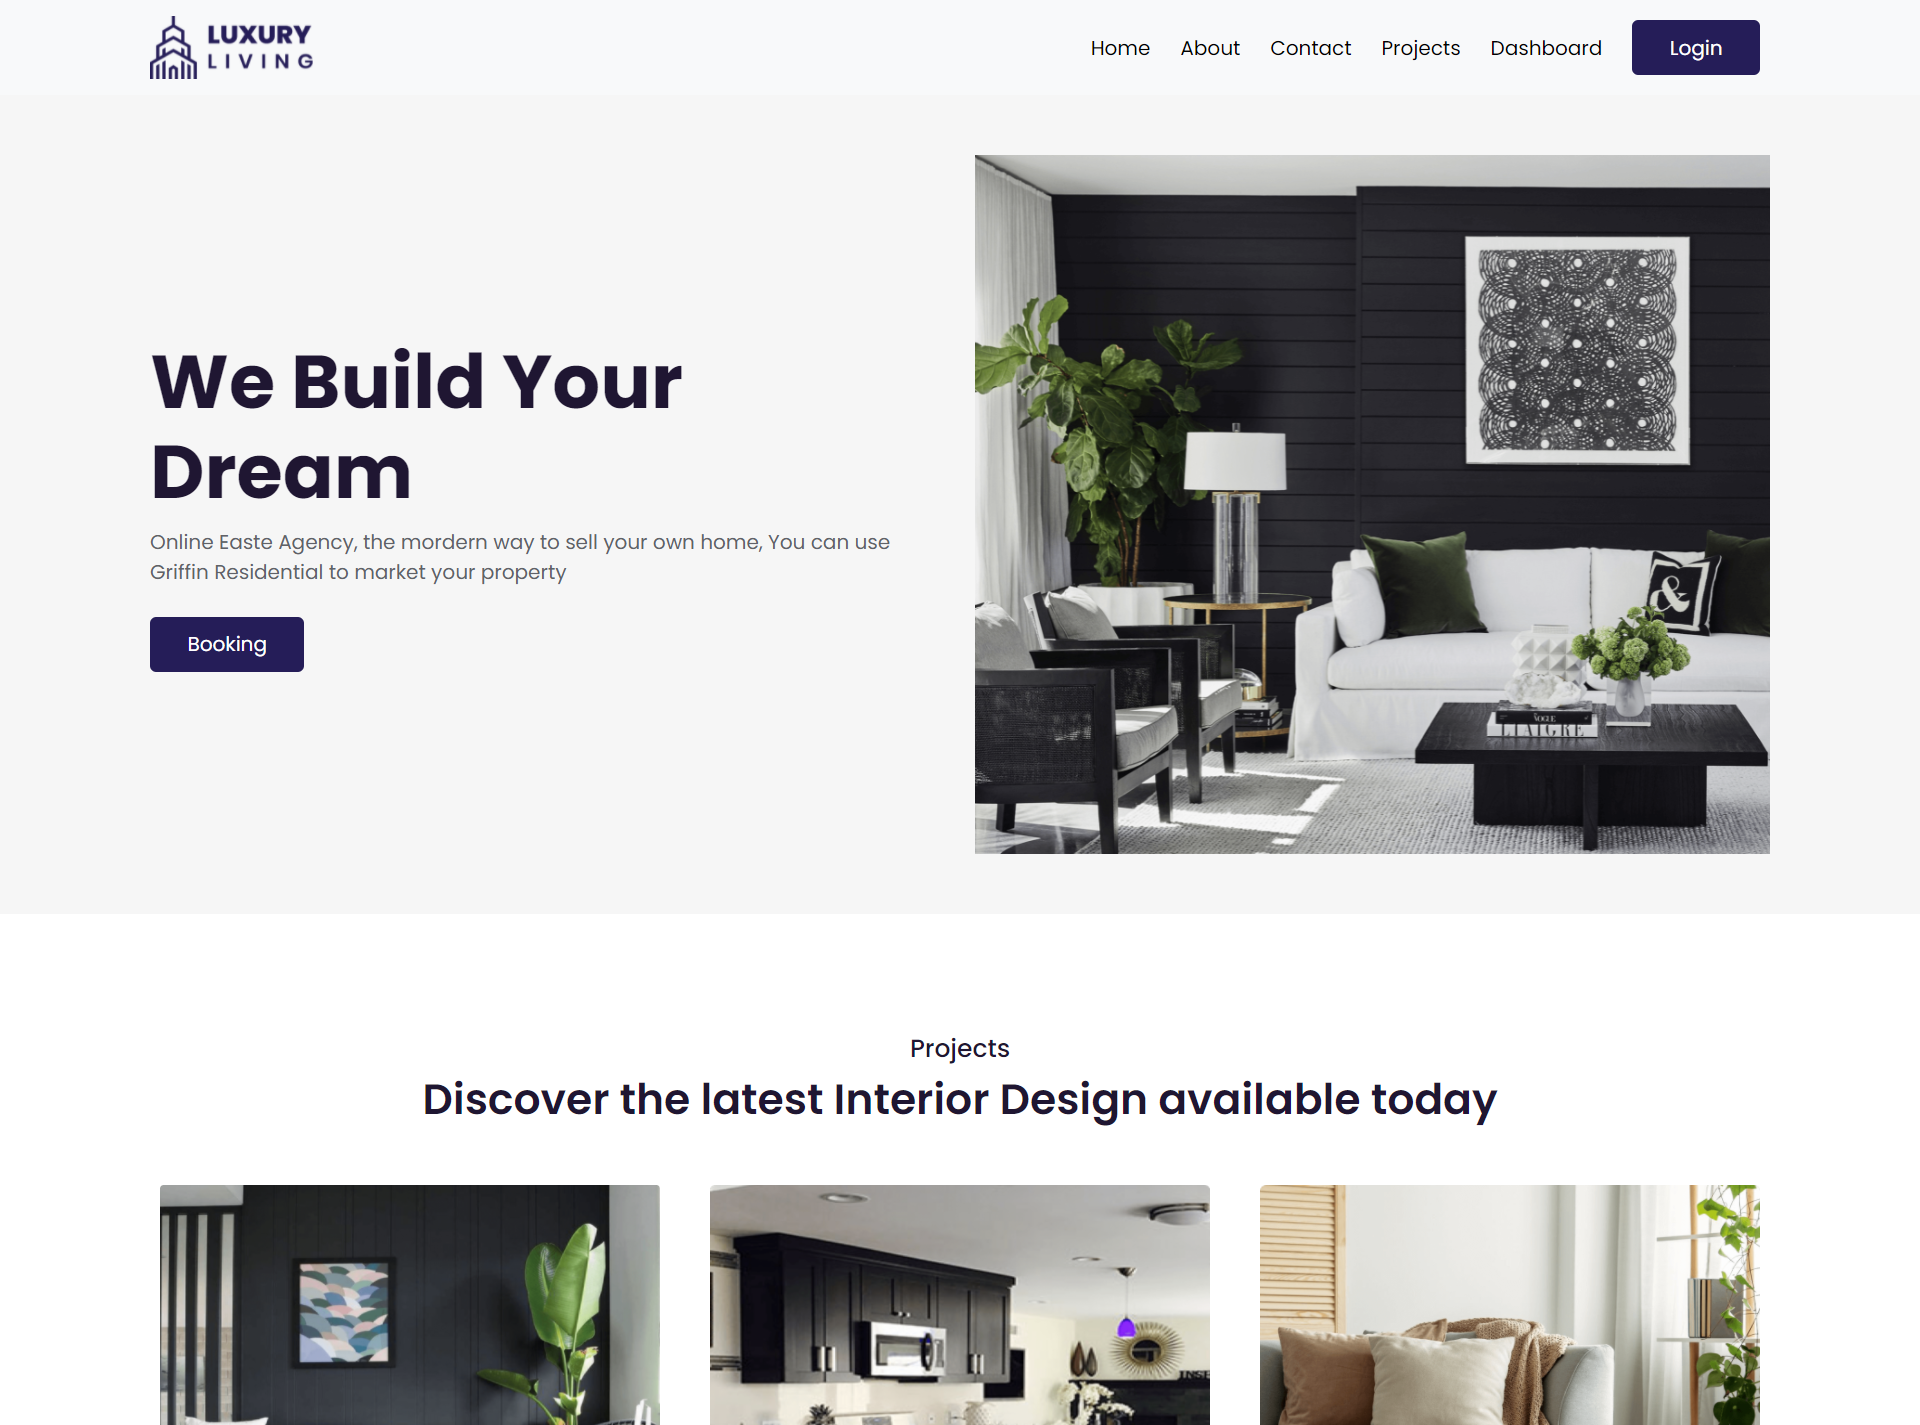 LUXURY
LIVING
Home About Contact Projects Dashboard Login
We Build Your
Dream
Online Easte Agency, the mordern way to sell your own home, You can use
Griffin Residential to market your property
Booking
&
VOGUE
LIAIGRE
Projects
Discover the latest Interior Design available today